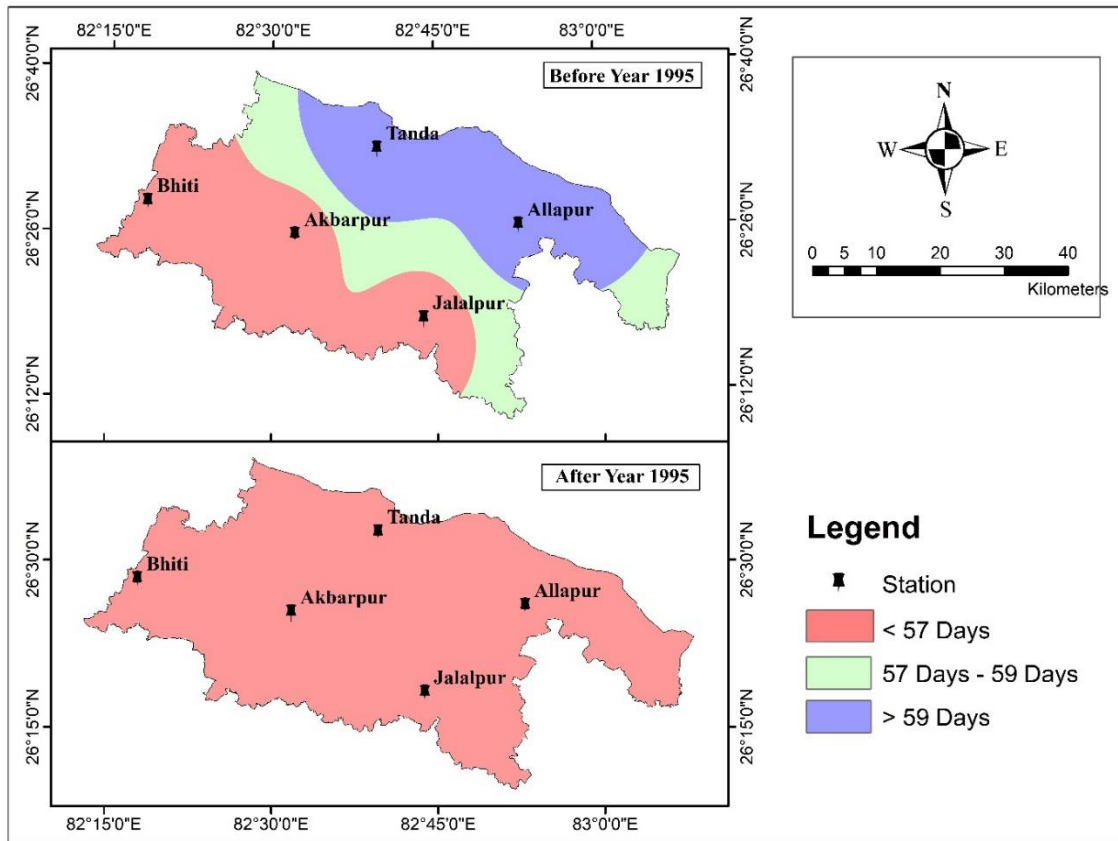 82°15'0"E 82°30'0"E 82°45'0"E 83°0'0"E
26°40'0"N
26°26'0"N
26°12'0"N
26°40'0"N
26°26'0"N
26°12'0"N
Before Year 1995
Tanda
Bhiti
Akbarpur
Allapur
Jalalpur
After Year 1995
Tanda
Bhiti
Akbarpur
Allapur
Jalalpur
26°30'0"N
26°15'0"N
26°30'0"N
26°15'0"N
82°15'0"E 82°30'0"E 82°45'0"E 83°0'0"E
N
W E
S
0 5 10 20 30 40
Kilometers
Legend
Station
< 57 Days
57 Days - 59 Days
> 59 Days